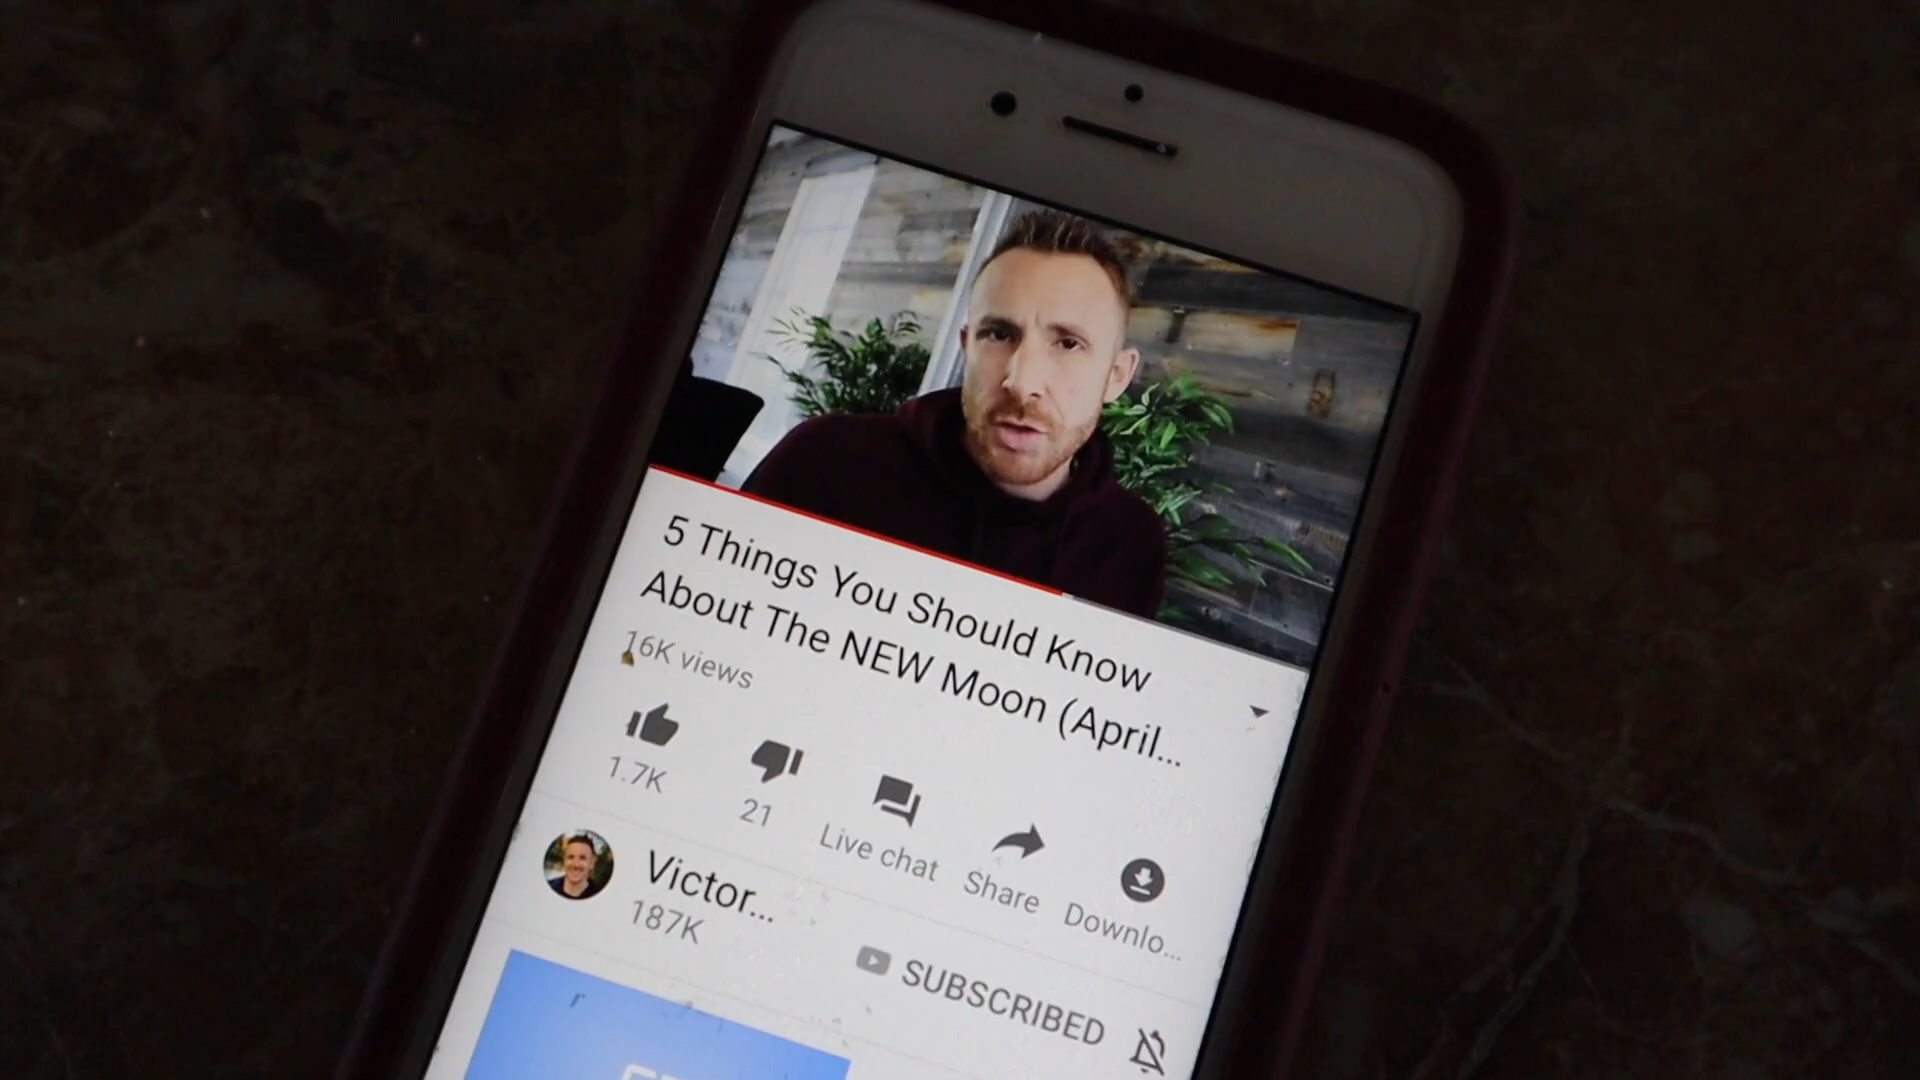 5 Things You Should Know
About The NEW Moon (April...
16K views
1.7K
21
Live chat
Share
Downlo...
Victor...
187K
SUBSCRIBED